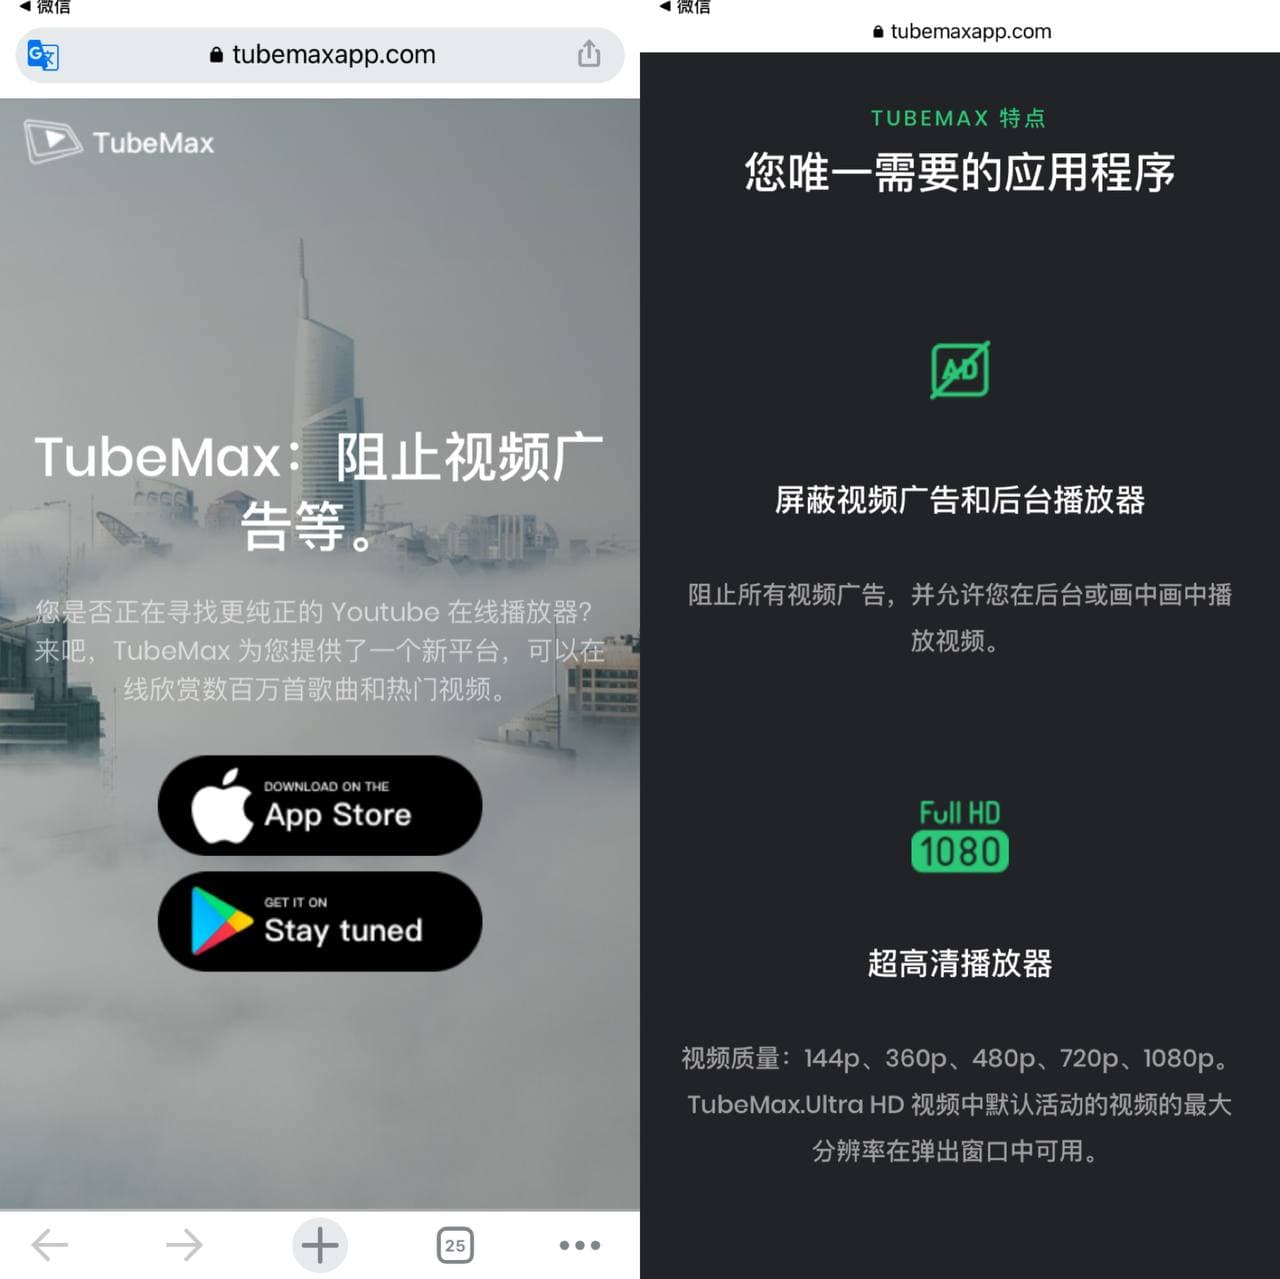 ◀ 微信
tubemaxapp.com
TubeMax
TubeMax：阻止视频广
告等。
您是否正在寻找更纯正的 Youtube 在线播放器？
来吧，TubeMax 为您提供了一个新平台，可以在
线欣赏数百万首歌曲和热门视频。
DOWNLOAD ON THE
App Store
GET IT ON
Stay tuned
25
◀ 微信
tubemaxapp.com
TUBEMAX 特点
您唯一需要的应用程序
AD
屏蔽视频广告和后台播放器
阻止所有视频广告，并允许您在后台或画中画中播
放视频。
Full HD
1080
超高清播放器
视频质量：144p、360p、480p、720p、1080p。
TubeMax.Ultra HD 视频中默认活动的视频的最大
分辨率在弹出窗口中可用。